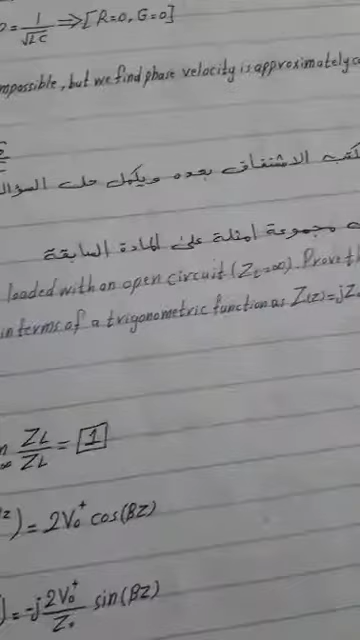 = 1/√LC ⇒ [R=0, G=0]
impossible, but we find phase velocity is approximately
الاشتقاق بعده ويكمل حل السؤال
مجموعة امثلة على المادة السابقة
loaded with an open circuit (ZL=∞). Prove
in terms of a trigonometric function as Z(z)=jZ
ZL/ZL = 1
) = 2V₀⁺ cos(βz)
) = -j 2V₀⁺/Z₀ sin(βz)